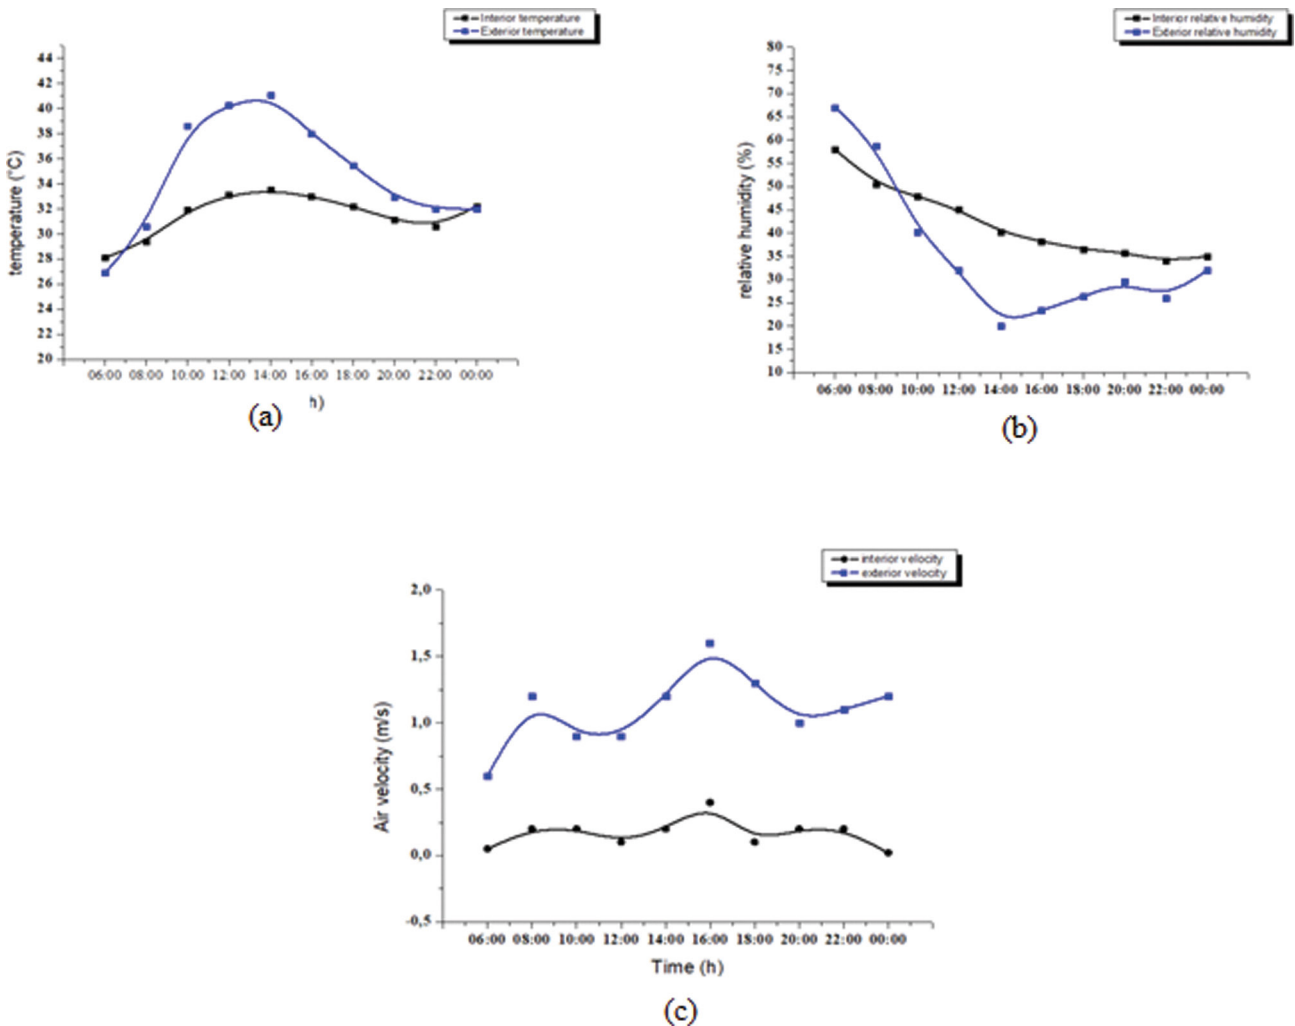 Interior temperature
Exterior temperature
temperature (°C)
44
42
40
38
36
34
32
30
28
26
24
22
20
06:00 08:00 10:00 12:00 14:00 16:00 18:00 20:00 22:00 00:00
h)
(a)
Interior relative humidity
Exterior relative humidity
relative humidity (%)
80
75
70
65
60
55
50
45
40
35
30
25
20
15
10
06:00 08:00 10:00 12:00 14:00 16:00 18:00 20:00 22:00 00:00
(b)
interior velocity
exterior velocity
Air velocity (m/s)
2,0
1,5
1,0
0,5
0,0
-0,5
06:00 08:00 10:00 12:00 14:00 16:00 18:00 20:00 22:00 00:00
Time (h)
(c)